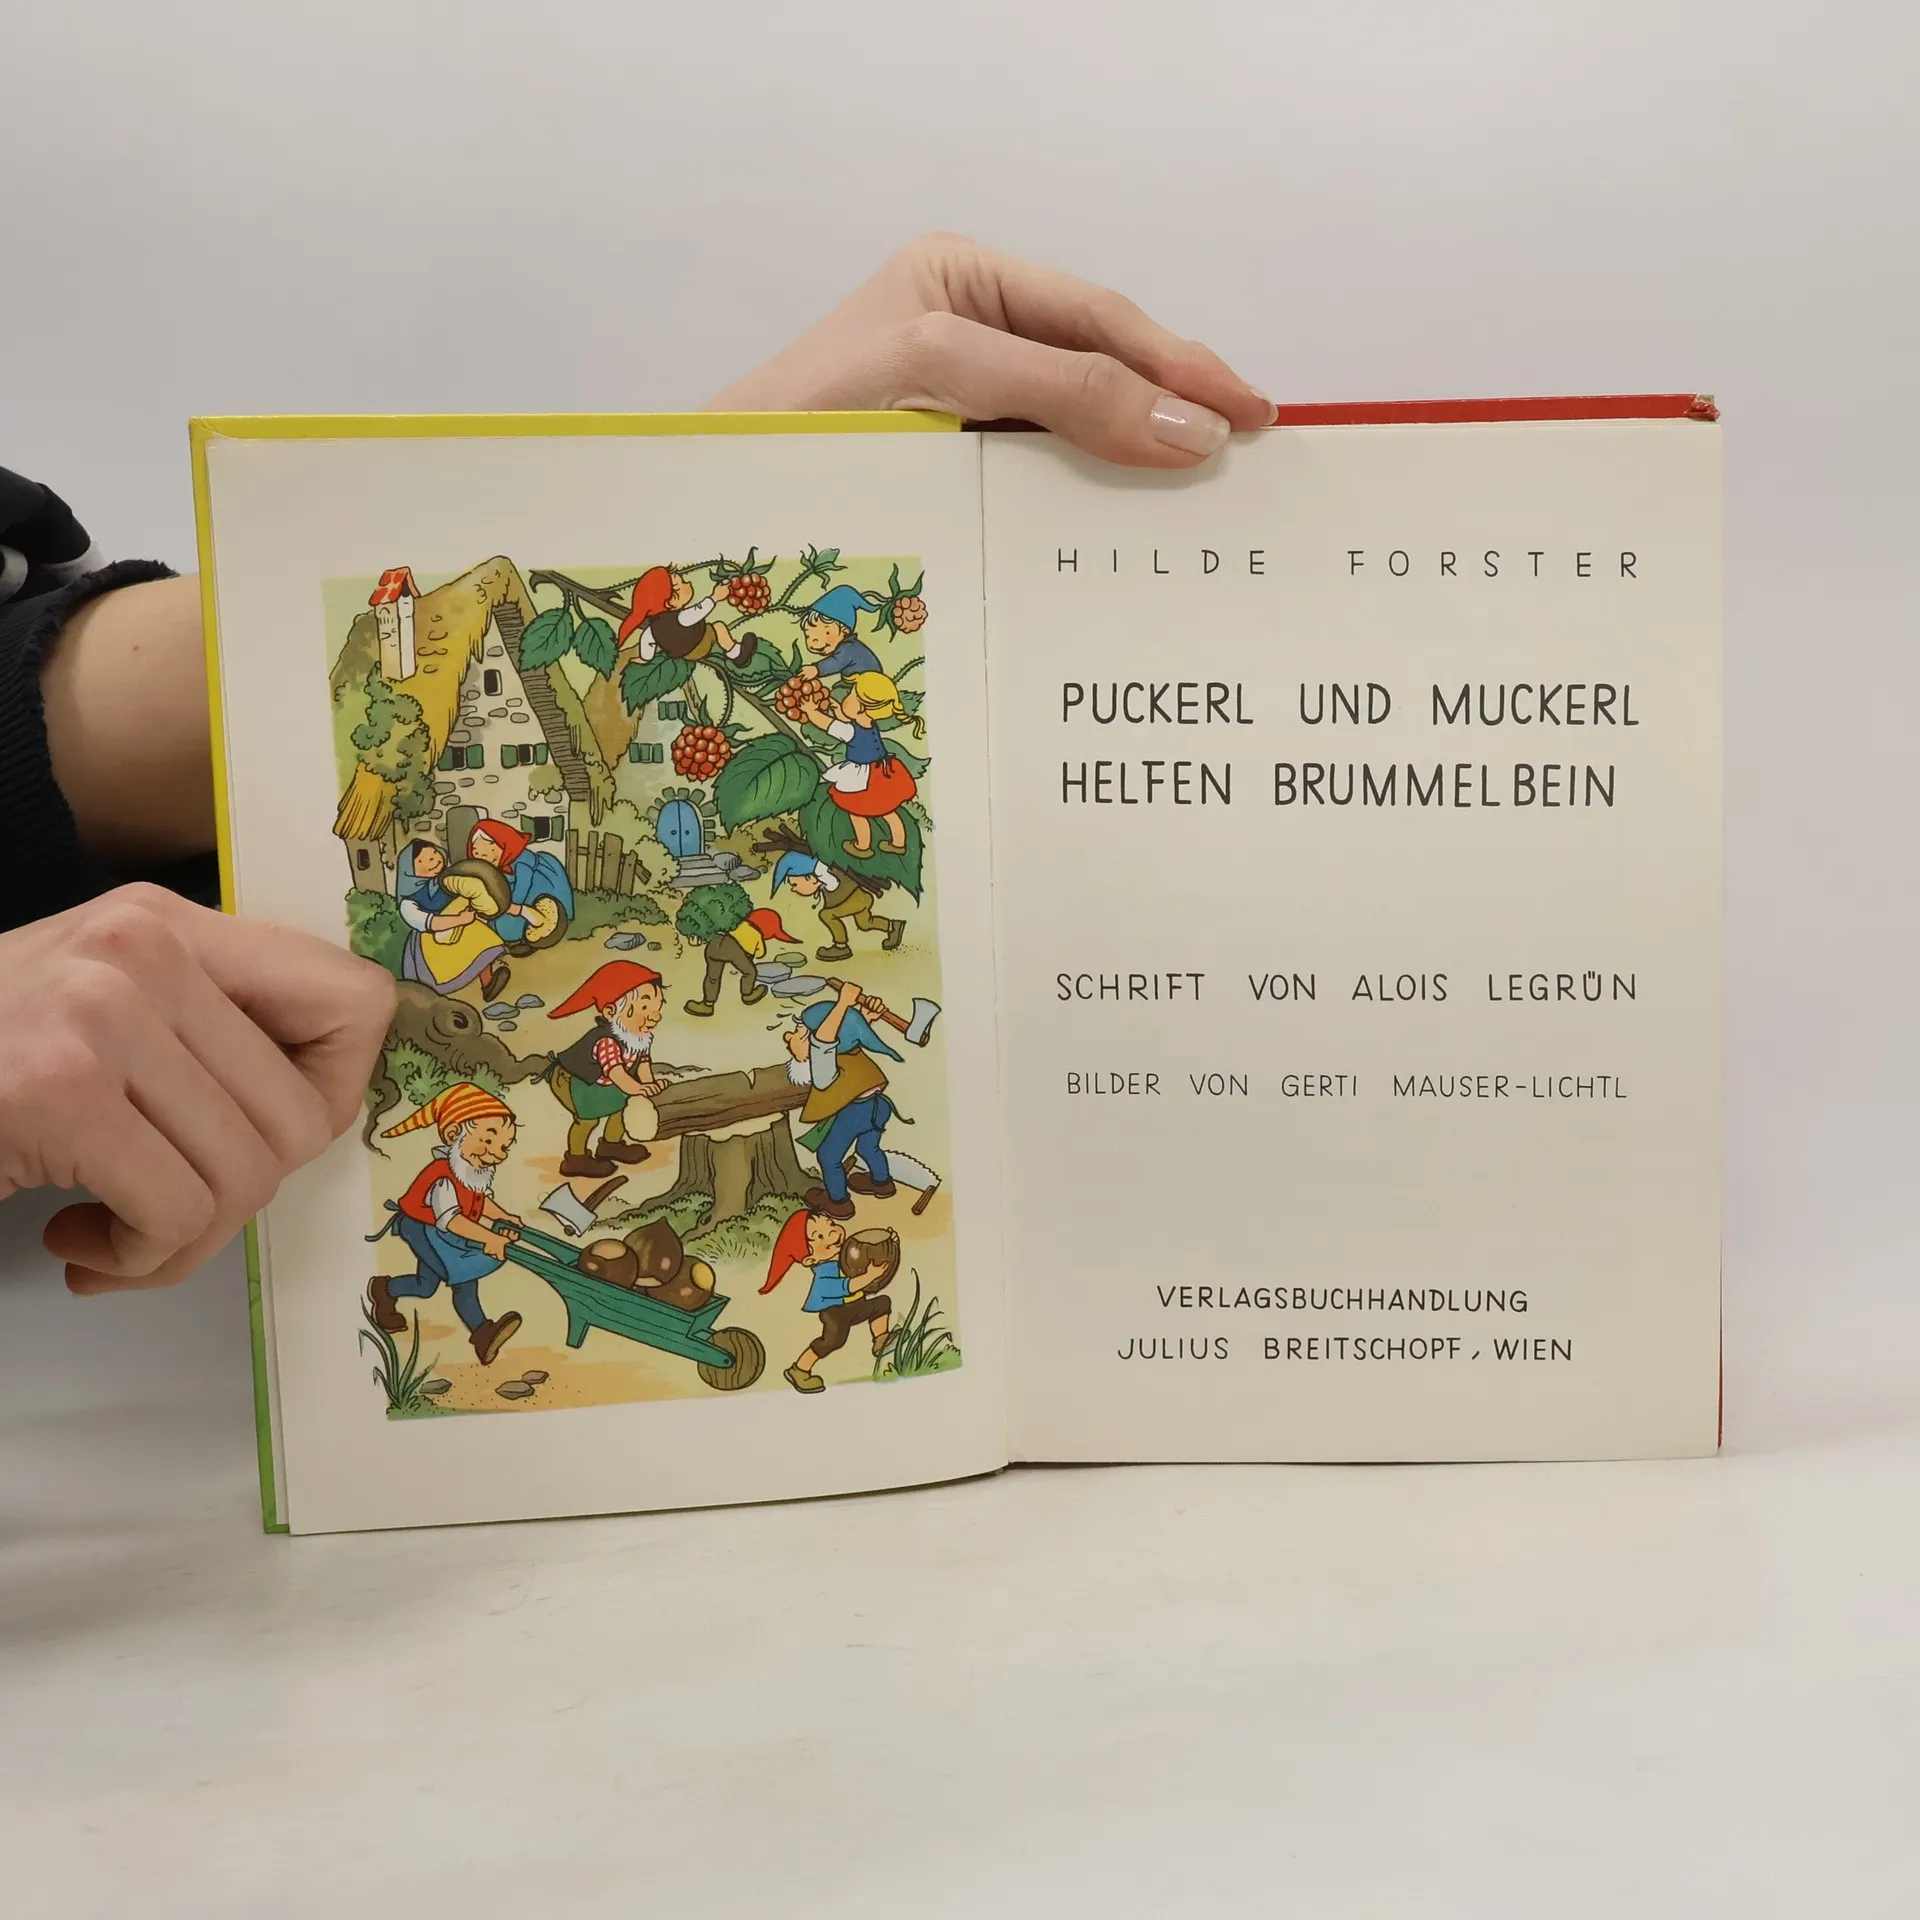 HILDE FORSTER
PUCKERL UND MUCKERL
HELFEN BRUMMELBEIN
SCHRIFT VON ALOIS LEGRÜN
BILDER VON GERTI MAUSER-LICHTL
VERLAGSBUCHHANDLUNG
JULIUS BREITSCHOPF, WIEN